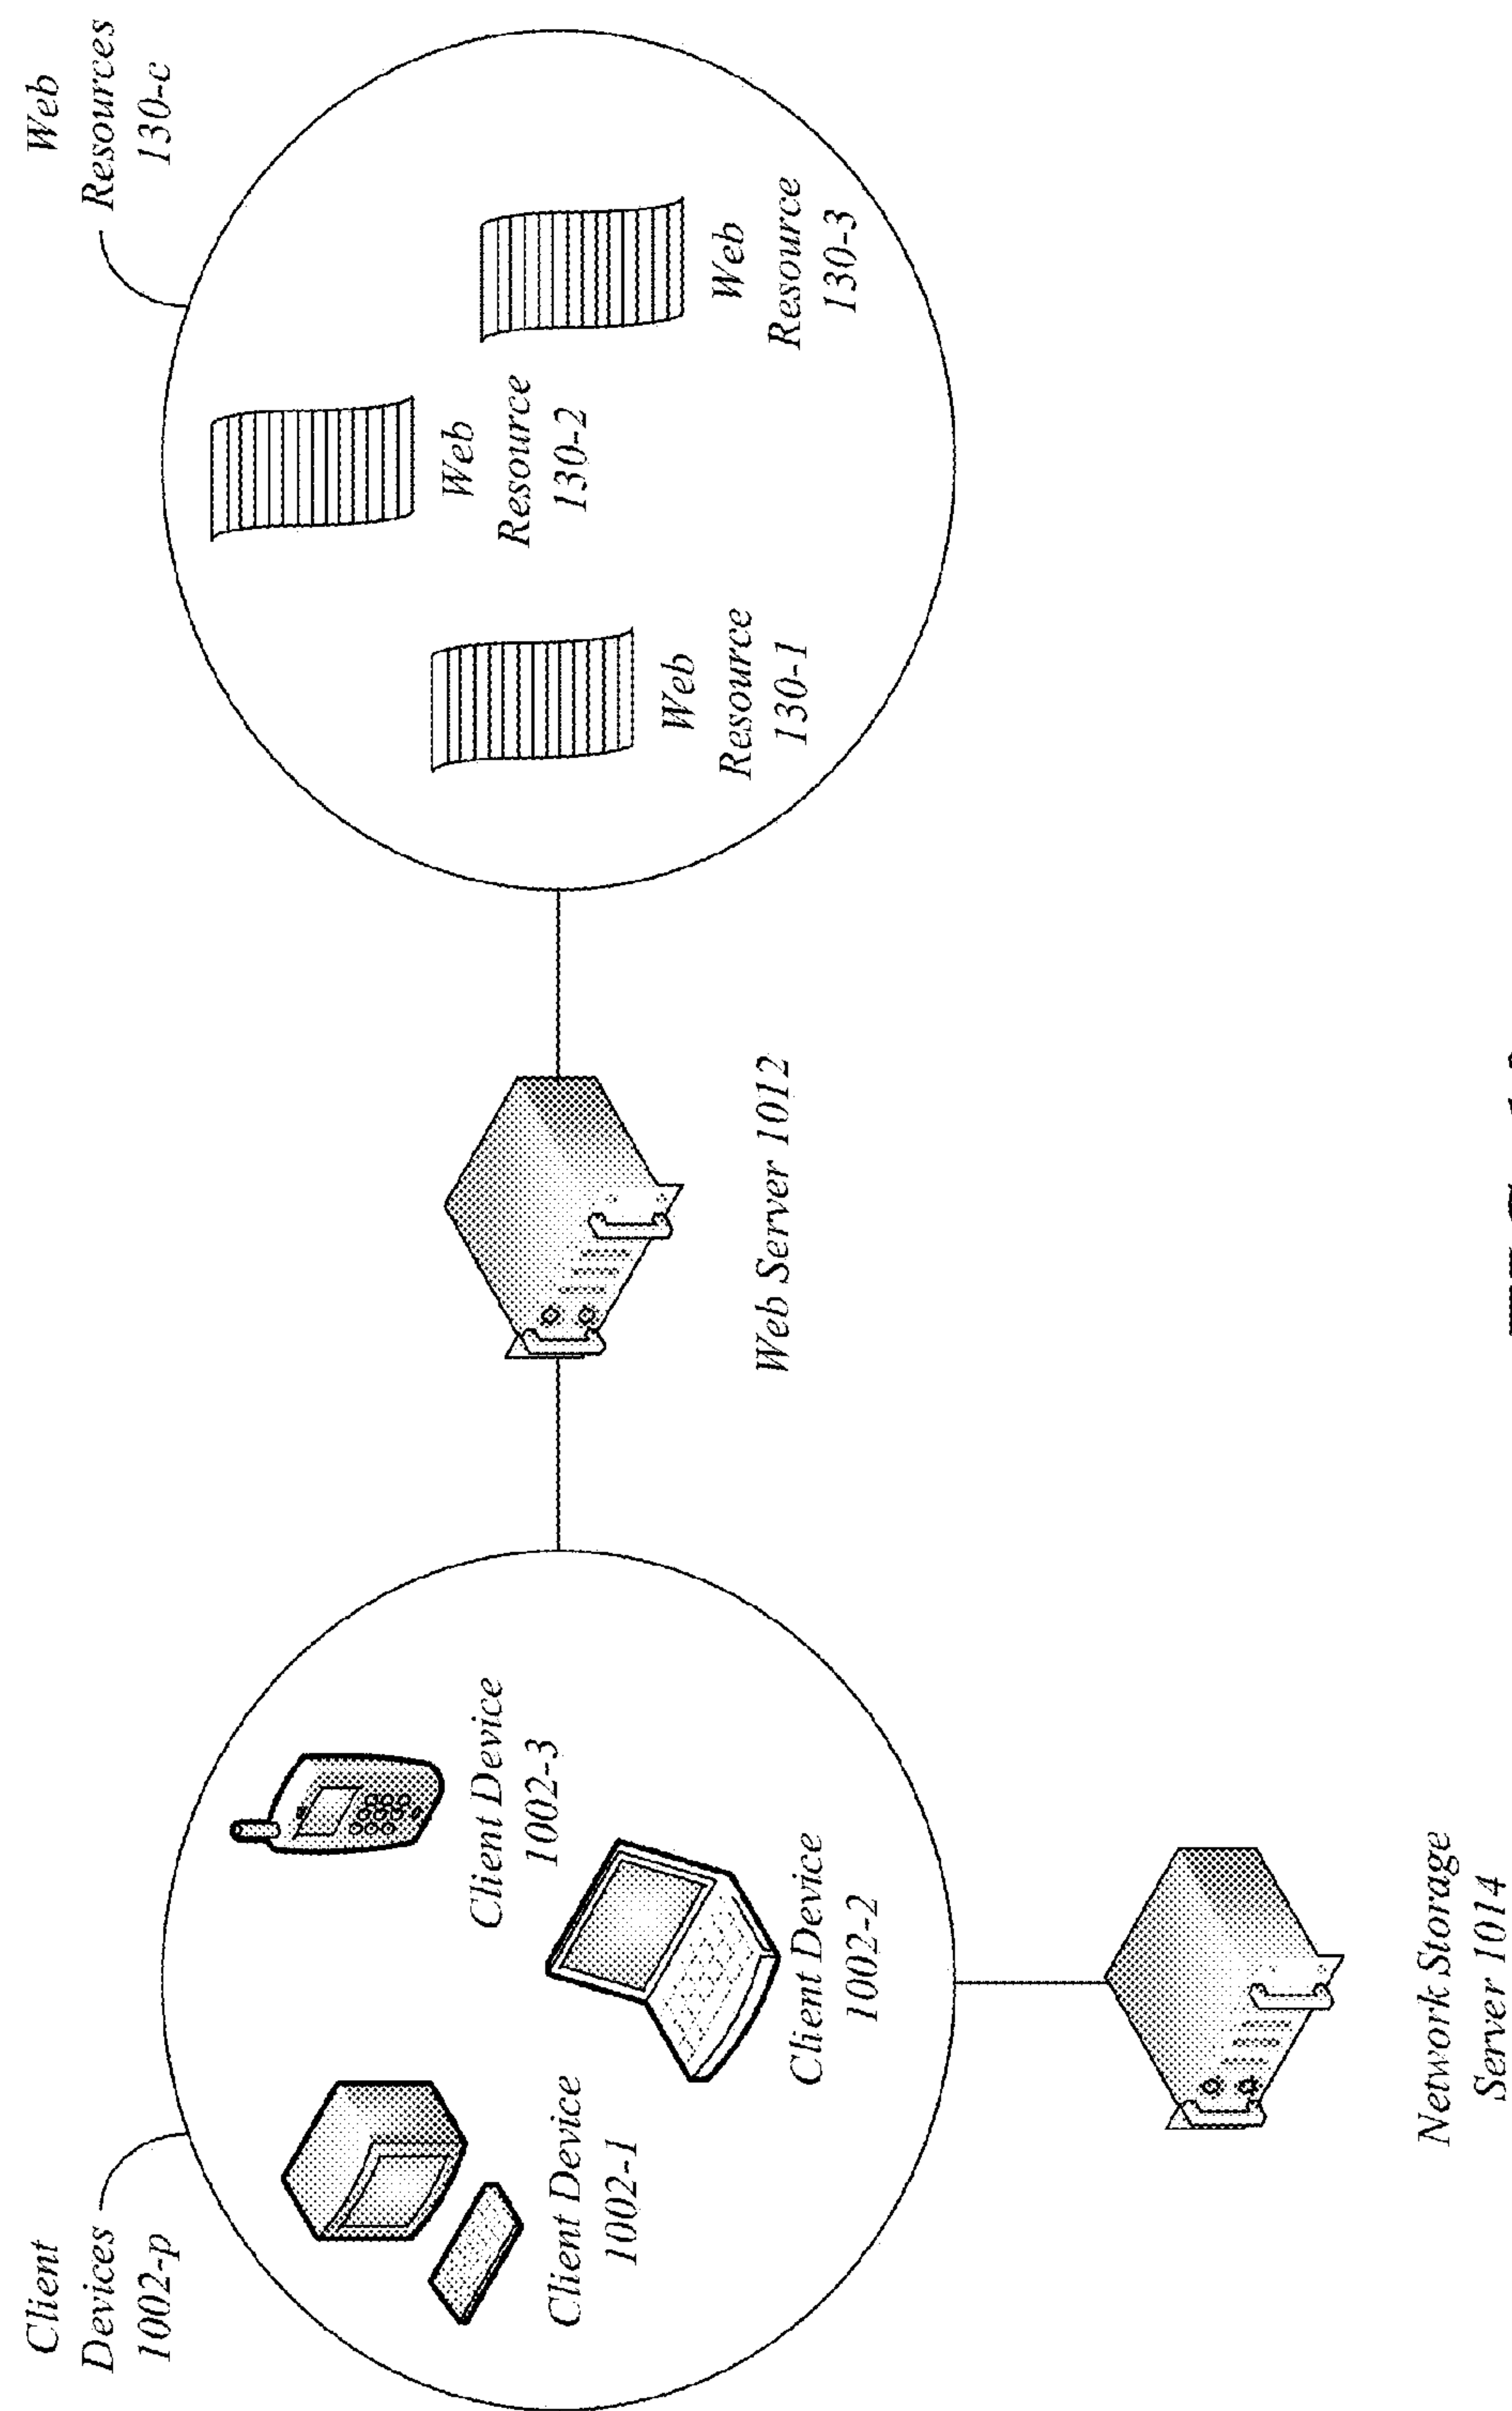 Client
Devices
1002-p
Client Device
1002-1
Client Device
1002-2
Client Device
1002-3
Network Storage
Server 1014
Web Server 1012
Web
Resources
130-c
Web
Resource
130-1
Web
Resource
130-2
Web
Resource
130-3